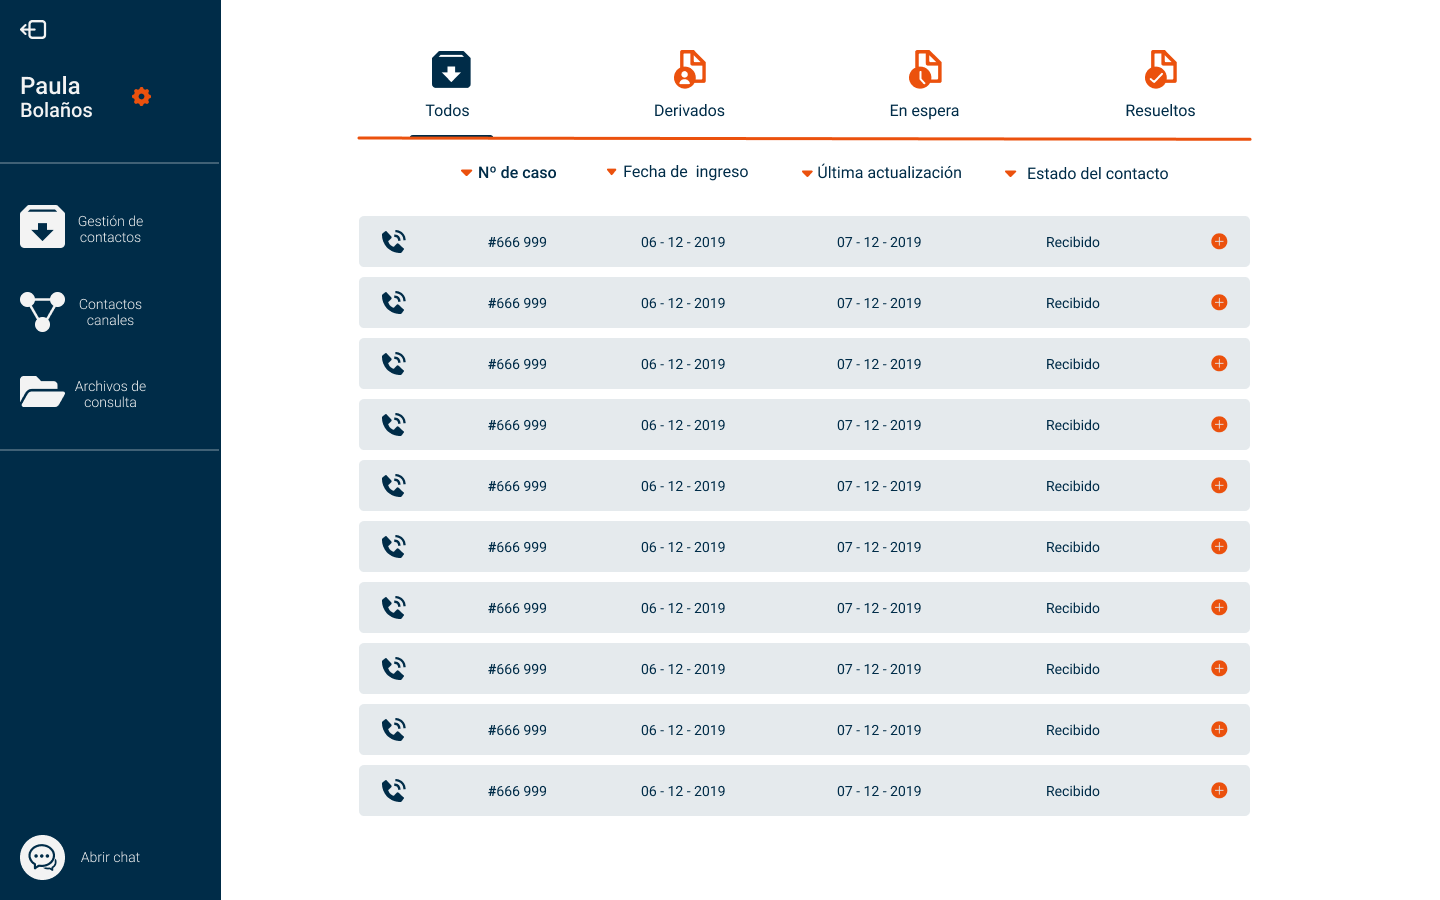 Paula
Bolaños
Gestión de
contactos
Contactos
canales
Archivos de
consulta
Abrir chat
Todos Derivados En espera Resueltos
Nº de caso Fecha de ingreso Última actualización Estado del contacto
#666 999 06 - 12 - 2019 07 - 12 - 2019 Recibido
#666 999 06 - 12 - 2019 07 - 12 - 2019 Recibido
#666 999 06 - 12 - 2019 07 - 12 - 2019 Recibido
#666 999 06 - 12 - 2019 07 - 12 - 2019 Recibido
#666 999 06 - 12 - 2019 07 - 12 - 2019 Recibido
#666 999 06 - 12 - 2019 07 - 12 - 2019 Recibido
#666 999 06 - 12 - 2019 07 - 12 - 2019 Recibido
#666 999 06 - 12 - 2019 07 - 12 - 2019 Recibido
#666 999 06 - 12 - 2019 07 - 12 - 2019 Recibido
#666 999 06 - 12 - 2019 07 - 12 - 2019 Recibido